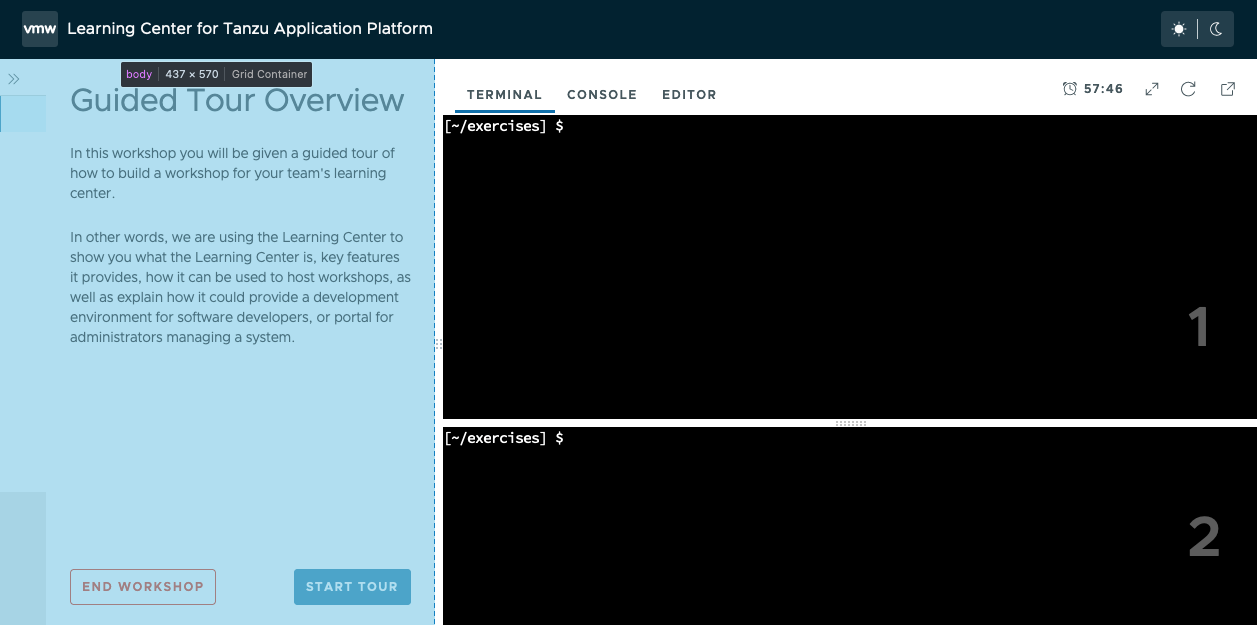 vmw Learning Center for Tanzu Application Platform
body 437 × 570 Grid Container
Guided Tour Overview
In this workshop you will be given a guided tour of
how to build a workshop for your team's learning
center.
In other words, we are using the Learning Center to
show you what the Learning Center is, key features
it provides, how it can be used to host workshops, as
well as explain how it could provide a development
environment for software developers, or portal for
administrators managing a system.
END WORKSHOP START TOUR
TERMINAL CONSOLE EDITOR 57:46
[~/exercises] $
1
[~/exercises] $
2